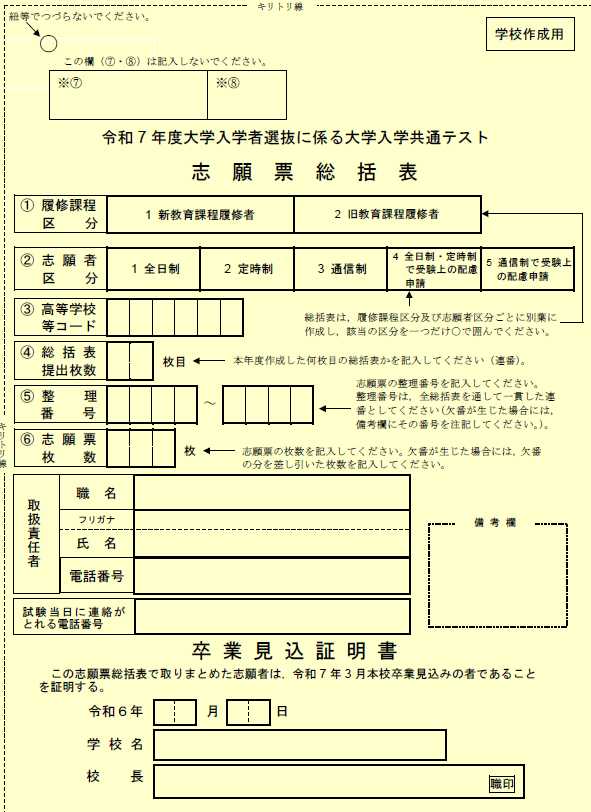 キリトリ線
紐等でつづらないでください。
学校作成用
この欄（⑦・⑧）は記入しないでください。
※⑦
※⑧
令和７年度大学入学者選抜に係る大学入学共通テスト
志願票総括表
① 履修課程
区　分
1 新教育課程履修者
2 旧教育課程履修者
② 志願者
区　分
1 全日制
2 定時制
3 通信制
4 全日制・定時制
で受験上の配慮
申請
5 通信制で受験上
の配慮申請
③ 高等学校
等コード
総括表は，履修課程区分及び志願者区分ごとに別葉に
作成し，該当の区分を一つだけ〇で囲んでください。
④ 総括表
提出枚数
枚目
本年度作成した何枚目の総括表かを記入してください（連番）。
⑤ 整理
番号
～
志願票の整理番号を記入してください。
整理番号は，全総括表を通して一貫した連
番としてください（欠番が生じた場合には，
備考欄にその番号を注記してください。）。
キリトリ線
⑥ 志願票
枚数
枚
志願票の枚数を記入してください。欠番が生じた場合には，欠番
の分を差し引いた枚数を記入してください。
取扱責任者
職名
フリガナ
氏名
電話番号
備考欄
試験当日に連絡が
とれる電話番号
卒業見込証明書
この志願票総括表で取りまとめた志願者は，令和７年３月本校卒業見込みの者であること
を証明する。
令和６年
月
日
学校名
校長
職印